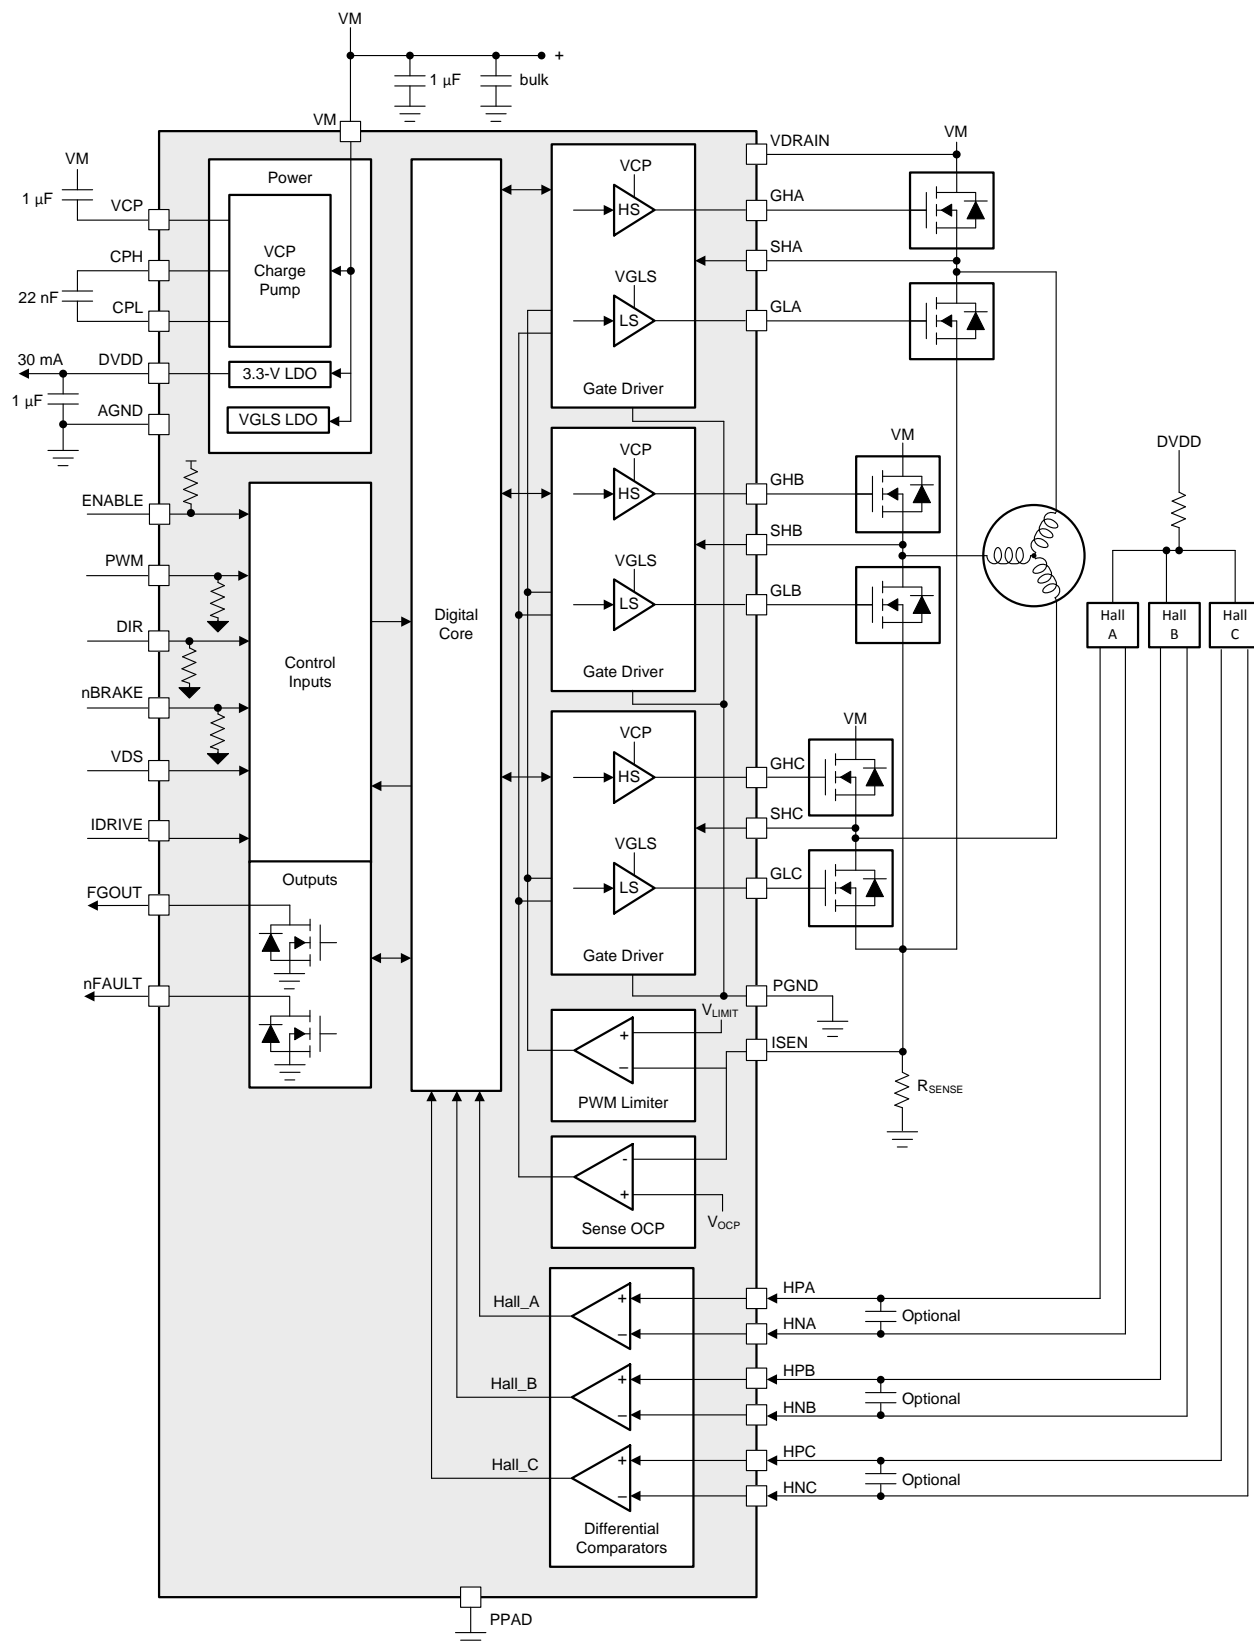 VM
+
1 µF
bulk
VM
VDRAIN
VM
VM
1 µF
VCP
Power
VCP
Charge
Pump
CPH
22 nF
CPL
30 mA
DVDD
3.3-V LDO
1 µF
AGND
VGLS LDO
ENABLE
PWM
DIR
nBRAKE
VDS
IDRIVE
Control
Inputs
Outputs
FGOUT
nFAULT
Digital
Core
VCP
HS
GHA
SHA
VGLS
LS
GLA
Gate Driver
VCP
HS
GHB
VM
SHB
VGLS
LS
GLB
Gate Driver
VCP
HS
GHC
VM
SHC
VGLS
LS
GLC
Gate Driver
DVDD
Hall
A
Hall
B
Hall
C
PGND
VLIMIT
+
–
ISEN
PWM Limiter
RSENSE
-
+
VOCP
Sense OCP
Hall_A
+
–
HPA
Optional
HNA
Hall_B
+
–
HPB
Optional
HNB
Hall_C
+
–
HPC
Optional
HNC
Differential
Comparators
PPAD